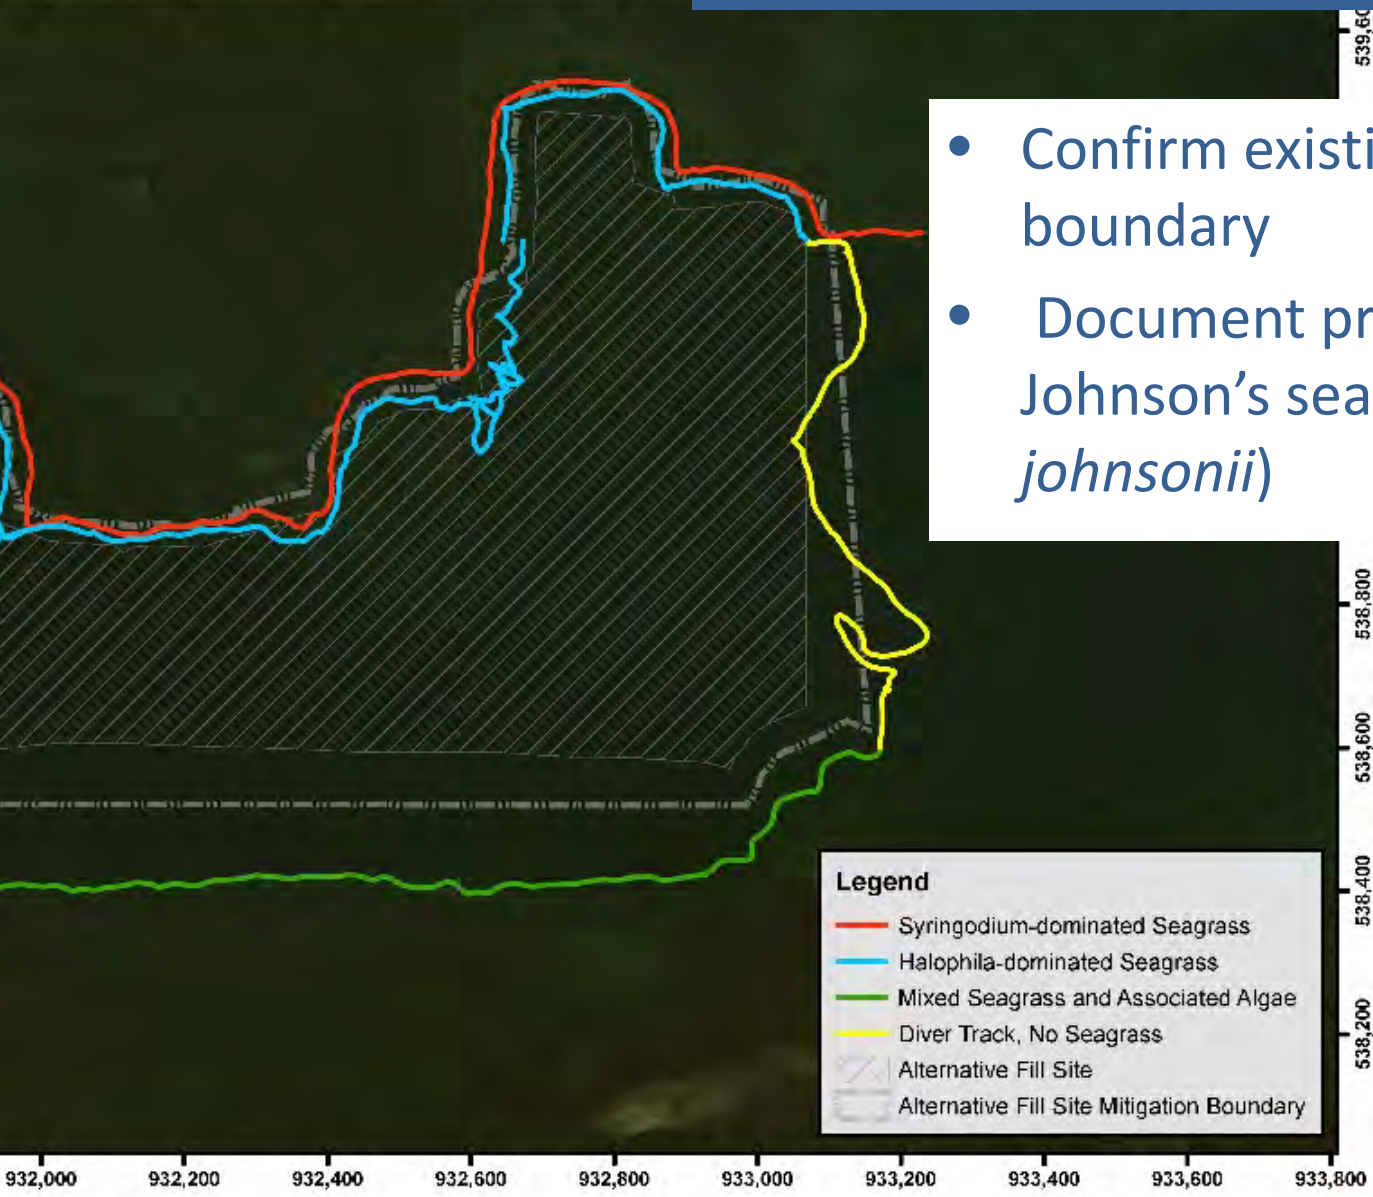 • Confirm existi
boundary
• Document pr
Johnson’s sea
johnsonii)
538,800
538,600
538,400
538,200
Legend
Syringodium-dominated Seagrass
Halophila-dominated Seagrass
Mixed Seagrass and Associated Algae
Diver Track, No Seagrass
Alternative Fill Site
Alternative Fill Site Mitigation Boundary
932,000 932,200 932,400 932,600 932,800 933,000 933,200 933,400 933,600 933,800